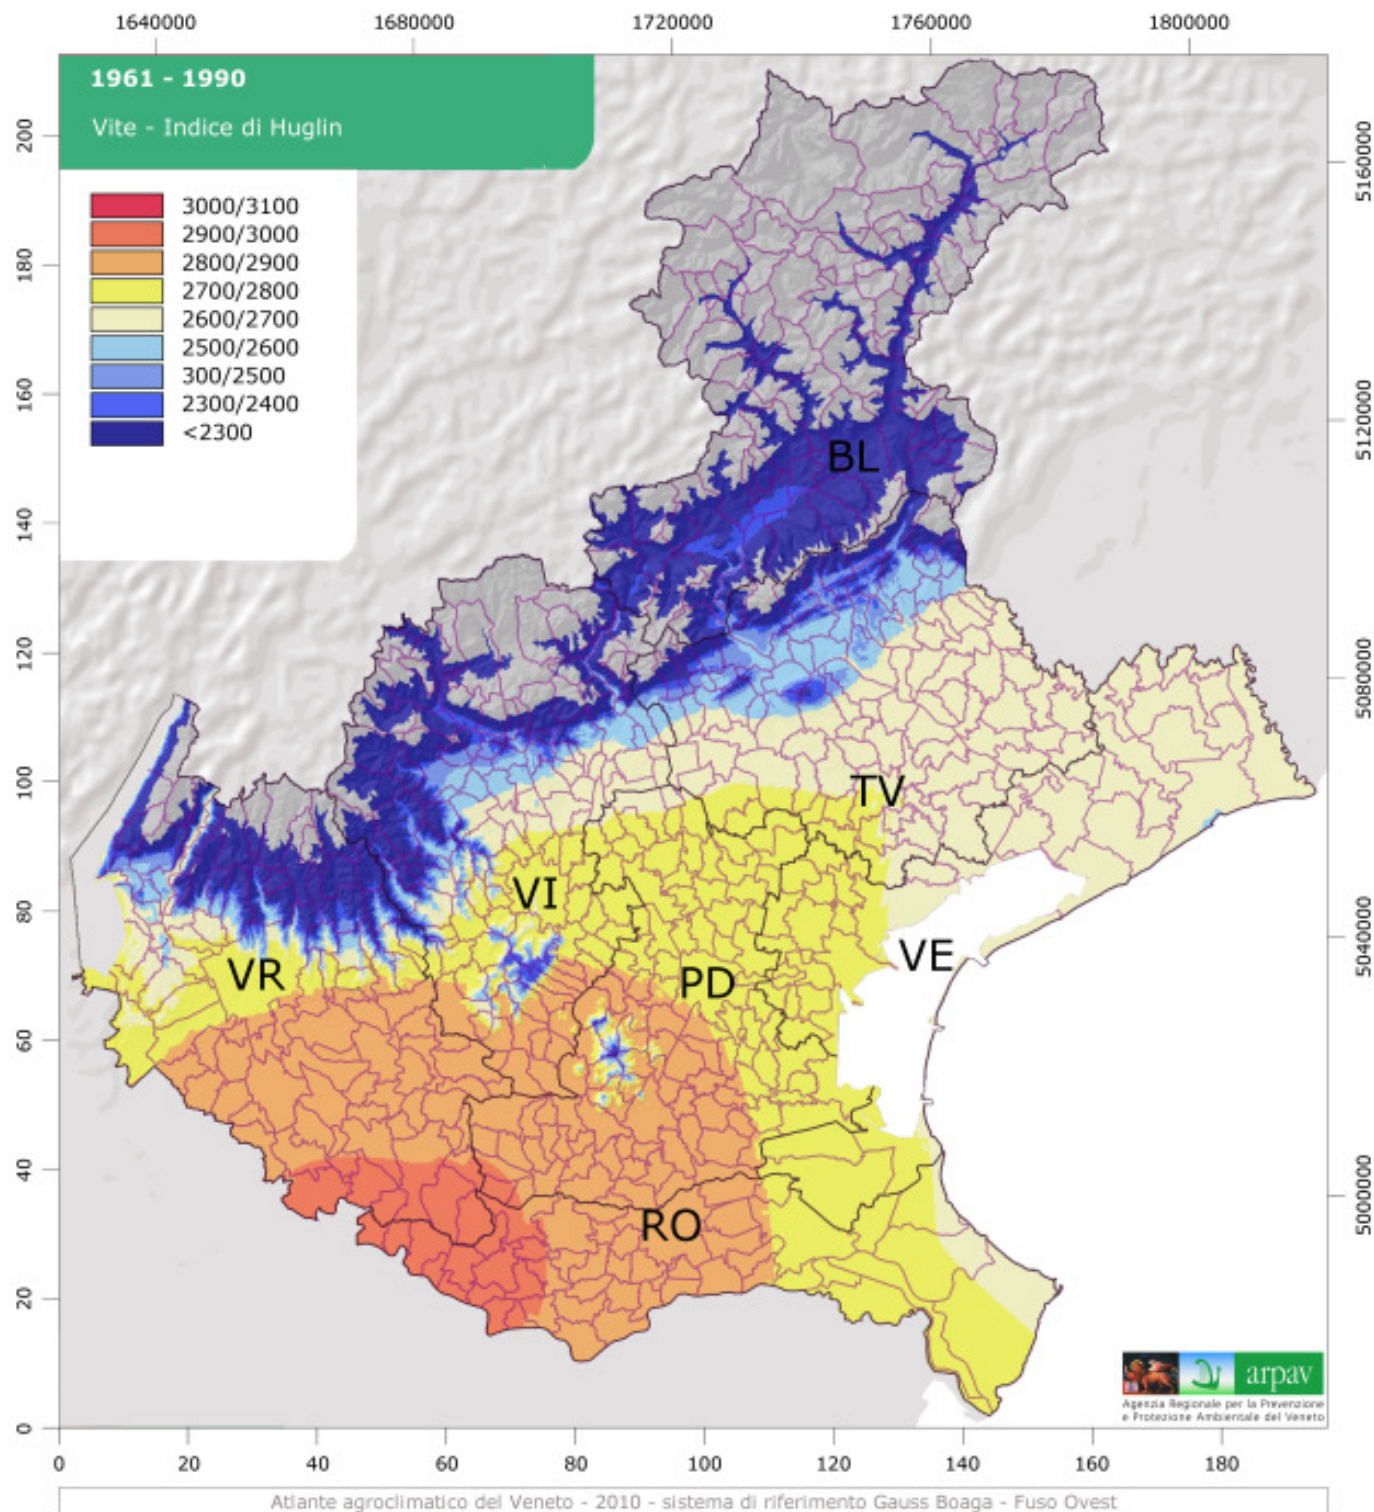 1640000 1680000 1720000 1760000 1800000
1961 - 1990
Vite - Indice di Huglin
3000/3100
2900/3000
2800/2900
2700/2800
2600/2700
2500/2600
300/2500
2300/2400
<2300
200
180
160
140
120
100
80
60
40
20
0
5160000
5120000
5080000
5040000
5000000
BL
TV
VI
VE
VR
PD
RO
arpav
Agenzia Regionale per la Prevenzione
e Protezione Ambientale del Veneto
0 20 40 60 80 100 120 140 160 180
Atlante agroclimatico del Veneto - 2010 - sistema di riferimento Gauss Boaga - Fuso Ovest